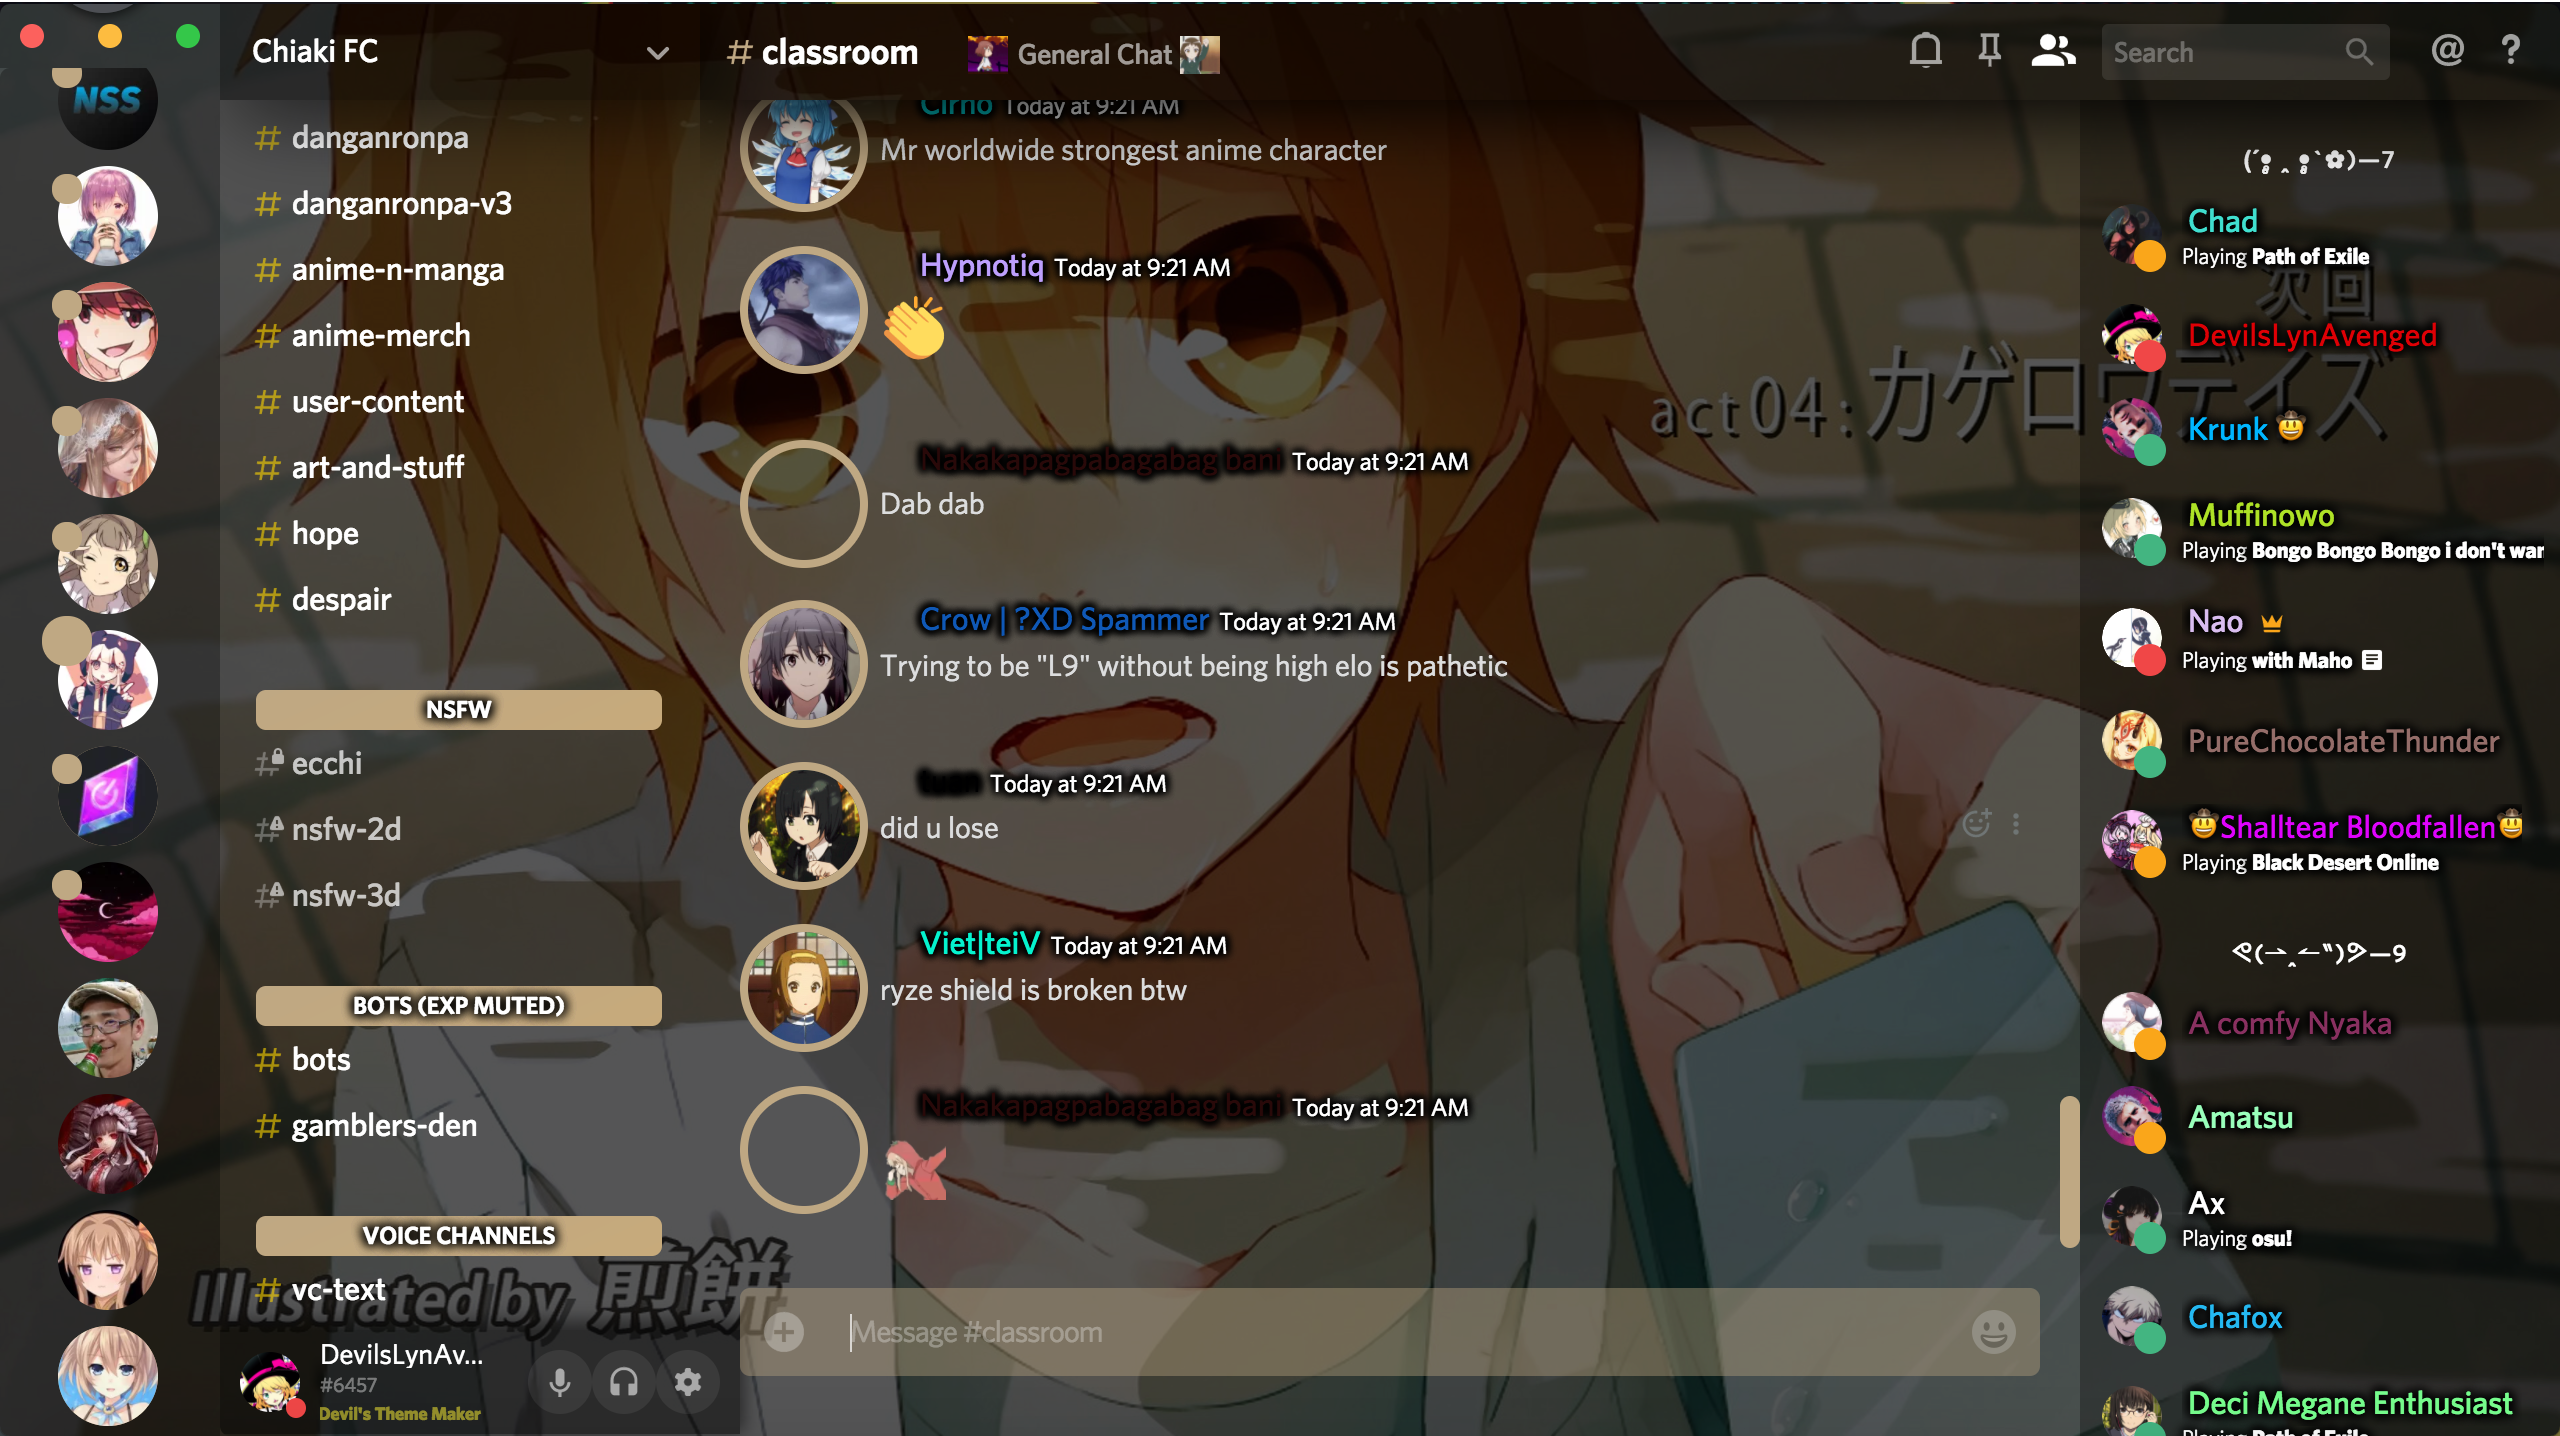 NSS
Chiaki FC
# danganronpa
# danganronpa-v3
# anime-n-manga
# anime-merch
# user-content
# art-and-stuff
# hope
# despair
NSFW
# ecchi
# nsfw-2d
# nsfw-3d
BOTS (EXP MUTED)
# bots
# gamblers-den
VOICE CHANNELS
# vc-text
DevilsLynAv...
#6457
Devil's Theme Maker
Illustrated by 煎餅
# classroom
General Chat
Search
@
?
Cirno Today at 9:21 AM
Mr worldwide strongest anime character
Hypnotiq Today at 9:21 AM
Nakakapagpabagabag bani Today at 9:21 AM
Dab dab
Crow | ?XD Spammer Today at 9:21 AM
Trying to be "L9" without being high elo is pathetic
tuan Today at 9:21 AM
did u lose
Viet|teiV Today at 9:21 AM
ryze shield is broken btw
Nakakapagpabagabag bani Today at 9:21 AM
Message #classroom
次回
act04:カゲロウデイズ
—7
Chad
Playing Path of Exile
DevilsLynAvenged
Krunk
Muffinowo
Playing Bongo Bongo Bongo i don't wan
Nao
Playing with Maho
PureChocolateThunder
Shalltear Bloodfallen
Playing Black Desert Online
—9
A comfy Nyaka
Amatsu
Ax
Playing osu!
Chafox
Deci Megane Enthusiast
Playing Path of Exile